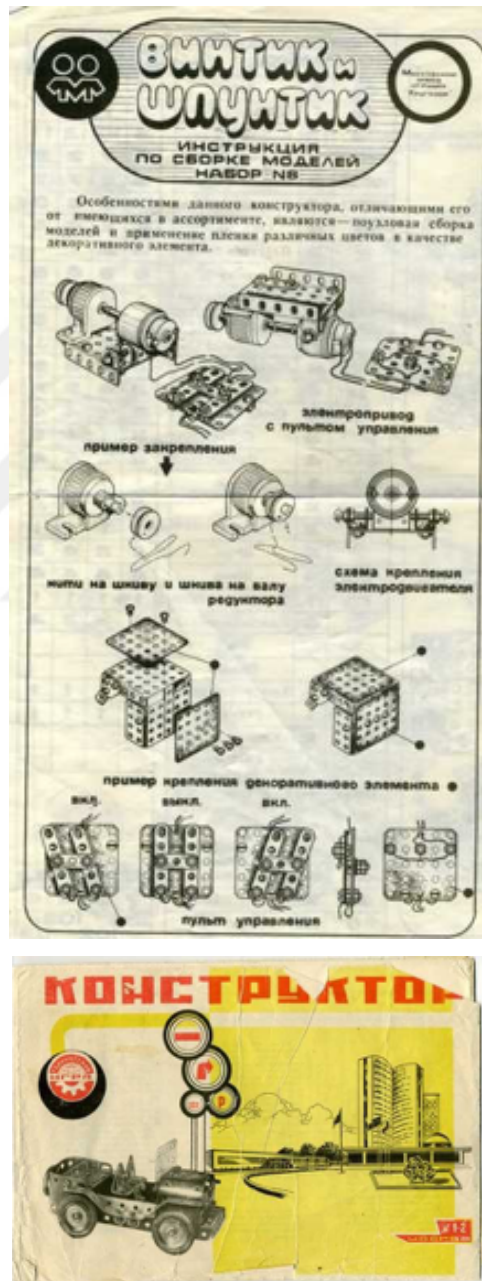 ВИНТИК и
ШПУНТИК
ИНСТРУКЦИЯ
ПО СБОРКЕ МОДЕЛЕЙ
НАБОР N8
Особенностями данного конструктора, отличающими его
от имеющихся в ассортименте, являются — поузловая сборка
моделей и применение пленки различных цветов в качестве
декоративного элемента.
электропривод
с пультом управления
пример закрепления
нити на шкиву и шкива на валу
редуктора
схема крепления
электродвигателя
пример крепления декоративного элемента
вкл.
выкл.
вкл.
пульт управления
КОНСТРУКТОР
Р